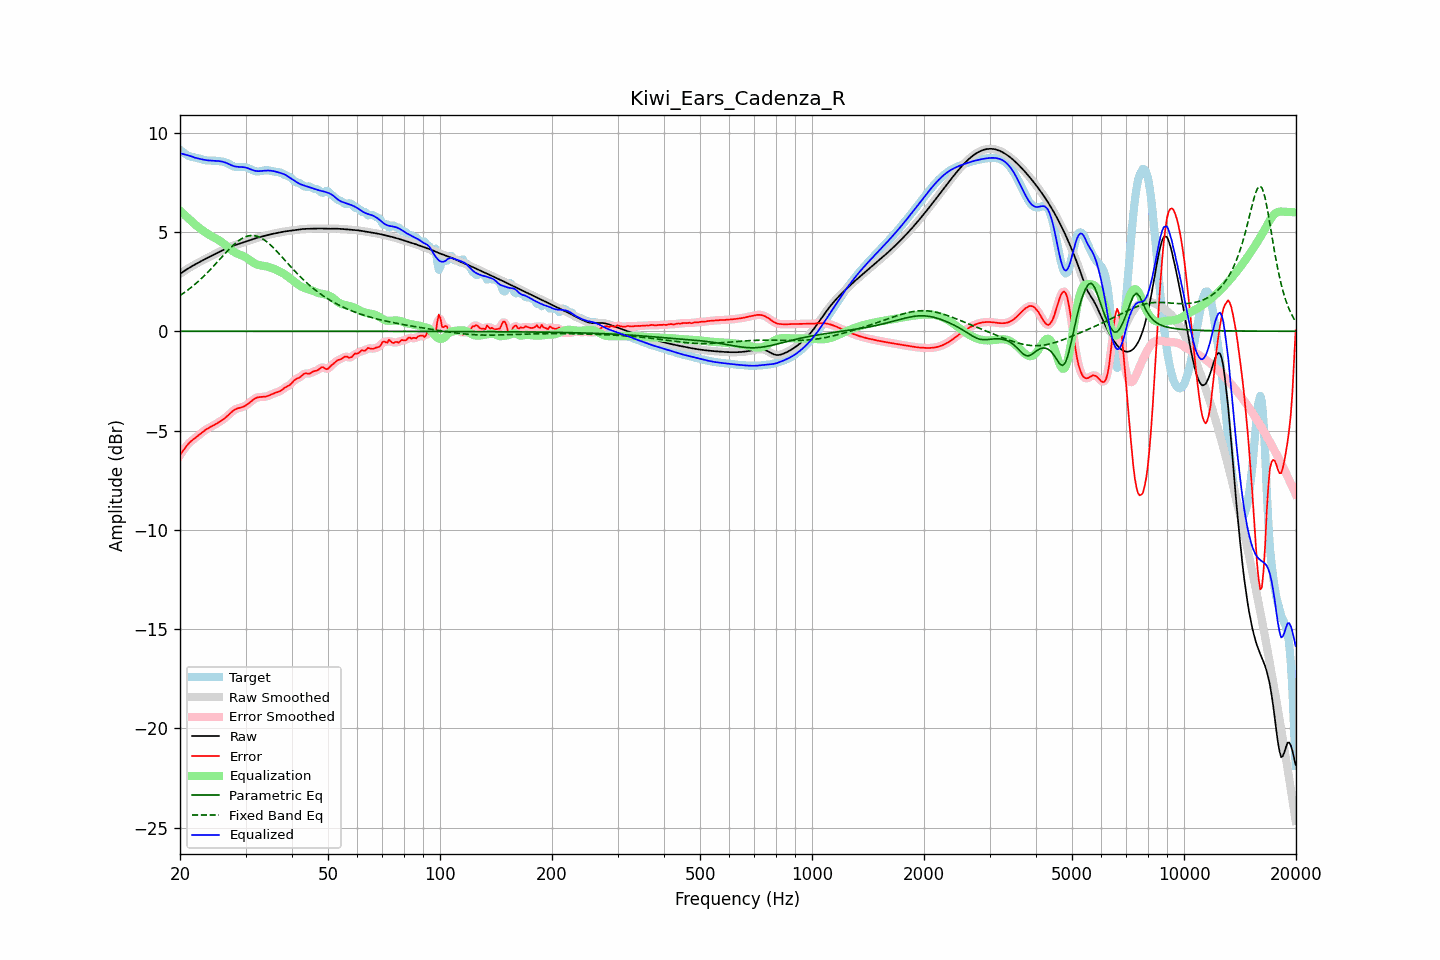 Kiwi_Ears_Cadenza_R
Amplitude (dBr)
10
5
0
−5
−10
−15
−20
−25
Target
Raw Smoothed
Error Smoothed
Raw
Error
Equalization
Parametric Eq
Fixed Band Eq
Equalized
20 50 100 200 500 1000 2000 5000 10000 20000
Frequency (Hz)